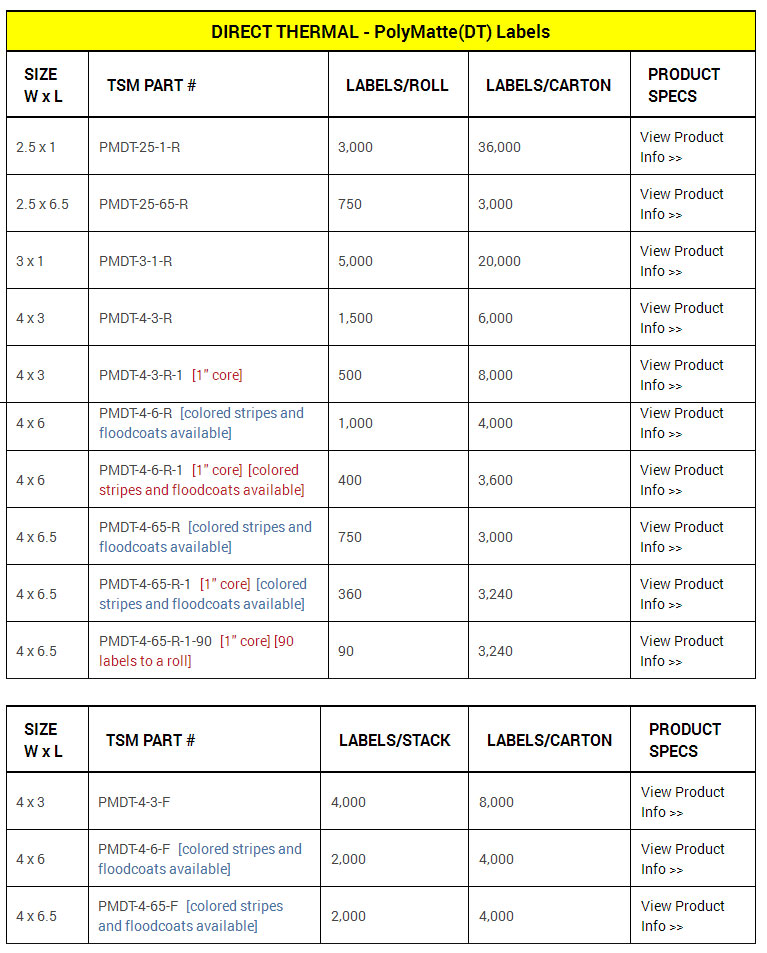 DIRECT THERMAL - PolyMatte(DT) Labels
SIZE W x L TSM PART # LABELS/ROLL LABELS/CARTON PRODUCT SPECS
2.5 x 1 PMDT-25-1-R 3,000 36,000 View Product Info >>
2.5 x 6.5 PMDT-25-65-R 750 3,000 View Product Info >>
3 x 1 PMDT-3-1-R 5,000 20,000 View Product Info >>
4 x 3 PMDT-4-3-R 1,500 6,000 View Product Info >>
4 x 3 PMDT-4-3-R-1 [1” core] 500 8,000 View Product Info >>
4 x 6 PMDT-4-6-R [colored stripes and floodcoats available] 1,000 4,000 View Product Info >>
4 x 6 PMDT-4-6-R-1 [1” core] [colored stripes and floodcoats available] 400 3,600 View Product Info >>
4 x 6.5 PMDT-4-65-R [colored stripes and floodcoats available] 750 3,000 View Product Info >>
4 x 6.5 PMDT-4-65-R-1 [1” core] [colored stripes and floodcoats available] 360 3,240 View Product Info >>
4 x 6.5 PMDT-4-65-R-1-90 [1” core] [90 labels to a roll] 90 3,240 View Product Info >>
SIZE W x L TSM PART # LABELS/STACK LABELS/CARTON PRODUCT SPECS
4 x 3 PMDT-4-3-F 4,000 8,000 View Product Info >>
4 x 6 PMDT-4-6-F [colored stripes and floodcoats available] 2,000 4,000 View Product Info >>
4 x 6.5 PMDT-4-65-F [colored stripes and floodcoats available] 2,000 4,000 View Product Info >>